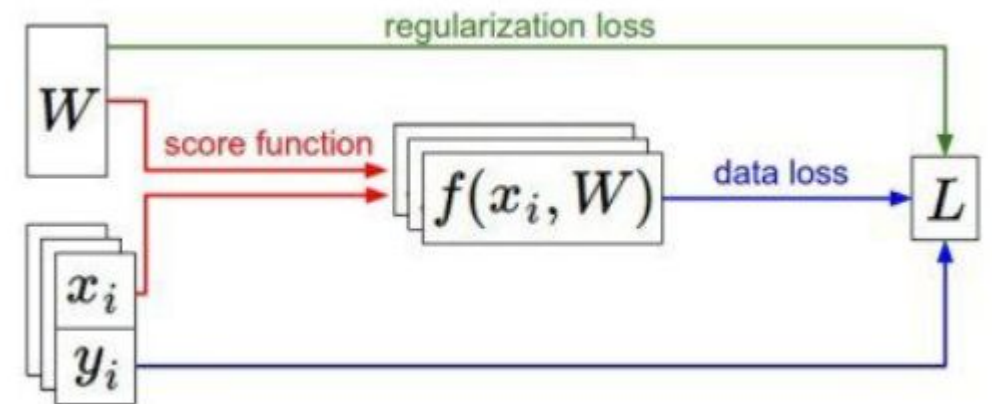 regularization loss
W
score function
f(x_i, W)
data loss
L
x_i
y_i